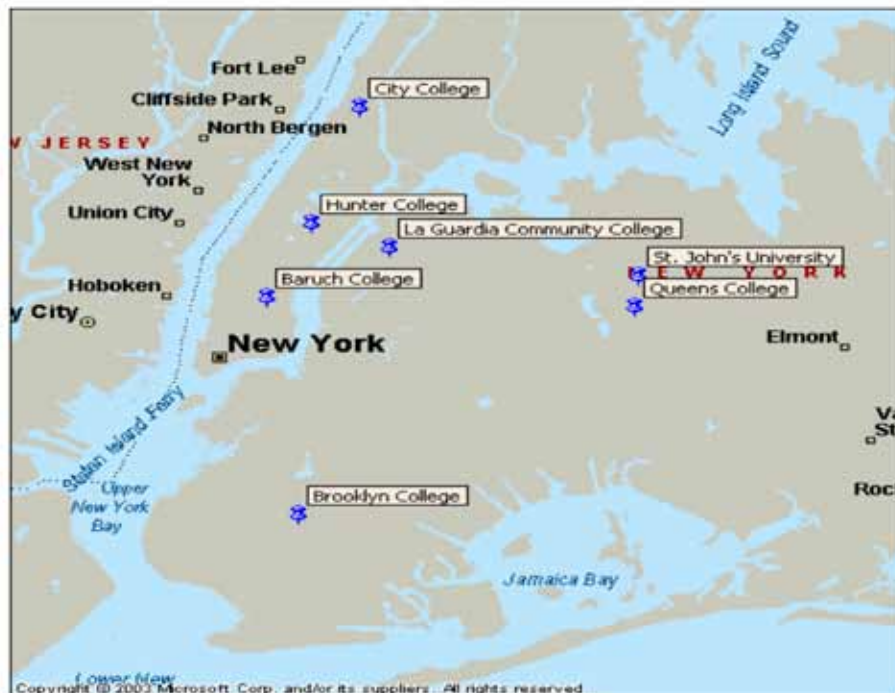 Fort Lee
City College
Cliffside Park
North Bergen
Long Island Sound
W JERSEY
West New
York
Hunter College
Union City
La Guardia Community College
St. John's University
NEW YORK
Baruch College
Hoboken
Queens College
y City
New York
Elmont
Staten Island Ferry
Va
St
Upper
New York
Bay
Brooklyn College
Roc
Jamaica Bay
Lower New
Copyright © 2003 Microsoft Corp. and/or its suppliers. All rights reserved